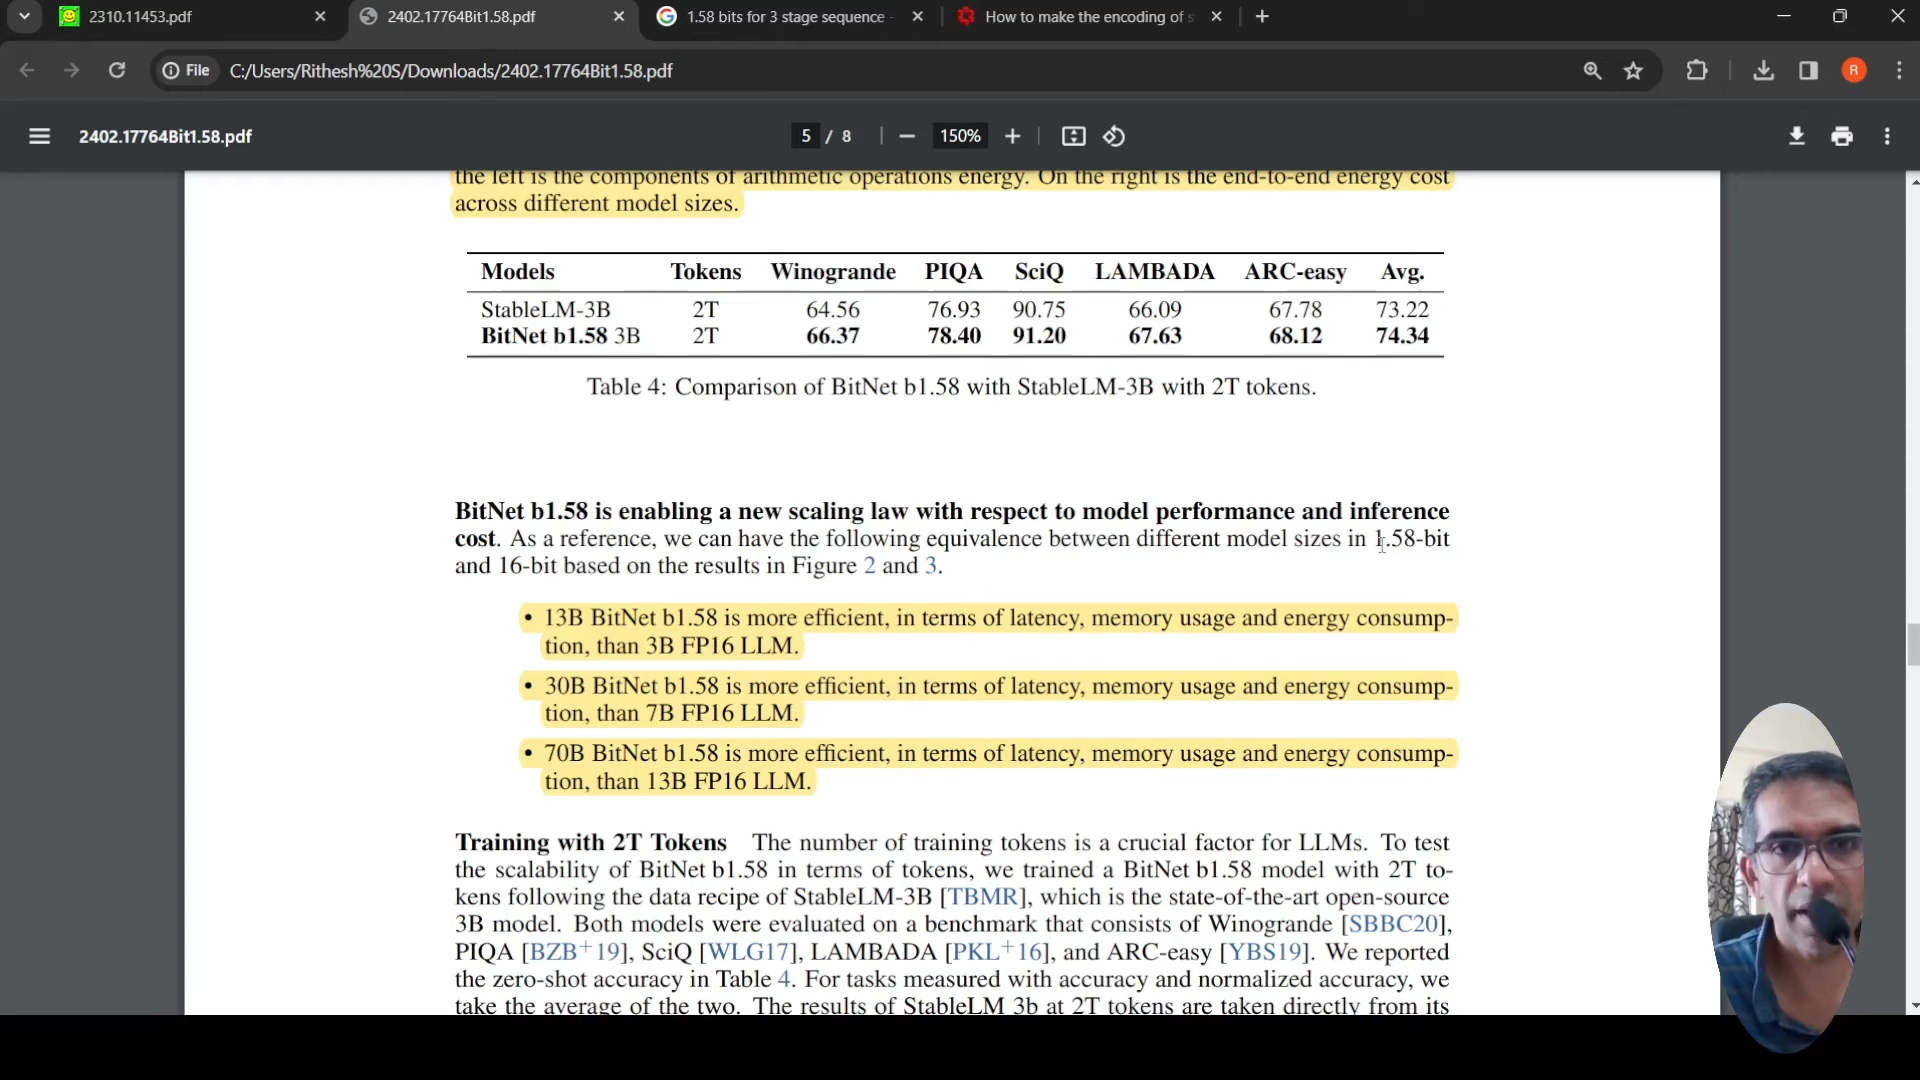 2310.11453.pdf
2402.17764Bit1.58.pdf
1.58 bits for 3 stage sequence
How to make the encoding of s
File
C:/Users/Rithesh%20S/Downloads/2402.17764Bit1.58.pdf
R
2402.17764Bit1.58.pdf
5 / 8
150%
the left is the components of arithmetic operations energy. On the right is the end-to-end energy cost
across different model sizes.
Models Tokens Winogrande PIQA SciQ LAMBADA ARC-easy Avg.
StableLM-3B 2T 64.56 76.93 90.75 66.09 67.78 73.22
BitNet b1.58 3B 2T 66.37 78.40 91.20 67.63 68.12 74.34
Table 4: Comparison of BitNet b1.58 with StableLM-3B with 2T tokens.
BitNet b1.58 is enabling a new scaling law with respect to model performance and inference
cost. As a reference, we can have the following equivalence between different model sizes in 1.58-bit
and 16-bit based on the results in Figure 2 and 3.
• 13B BitNet b1.58 is more efficient, in terms of latency, memory usage and energy consump-
tion, than 3B FP16 LLM.
• 30B BitNet b1.58 is more efficient, in terms of latency, memory usage and energy consump-
tion, than 7B FP16 LLM.
• 70B BitNet b1.58 is more efficient, in terms of latency, memory usage and energy consump-
tion, than 13B FP16 LLM.
Training with 2T Tokens The number of training tokens is a crucial factor for LLMs. To test
the scalability of BitNet b1.58 in terms of tokens, we trained a BitNet b1.58 model with 2T to-
kens following the data recipe of StableLM-3B [TBMR], which is the state-of-the-art open-source
3B model. Both models were evaluated on a benchmark that consists of Winogrande [SBBC20],
PIQA [BZB+19], SciQ [WLG17], LAMBADA [PKL+16], and ARC-easy [YBS19]. We reported
the zero-shot accuracy in Table 4. For tasks measured with accuracy and normalized accuracy, we
take the average of the two. The results of StableLM 3b at 2T tokens are taken directly from its